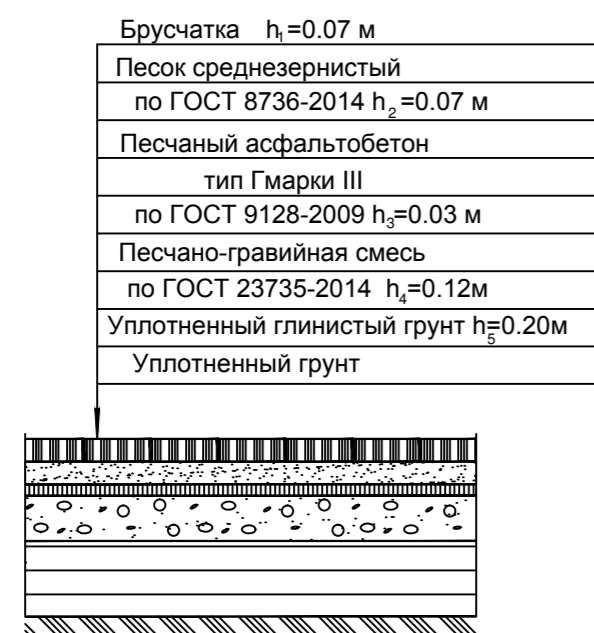 Брусчатка h₁=0.07 м
Песок среднезернистый
по ГОСТ 8736-2014 h₂=0.07 м
Песчаный асфальтобетон
тип Гмарки III
по ГОСТ 9128-2009 h₃=0.03 м
Песчано-гравийная смесь
по ГОСТ 23735-2014 h₄=0.12м
Уплотненный глинистый грунт h₅=0.20м
Уплотненный грунт